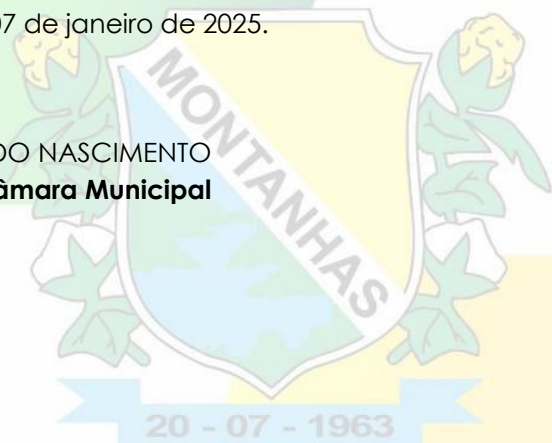 07 de janeiro de 2025.
DO NASCIMENTO
âmara Municipal
MONTANHAS
20 - 07 - 1963